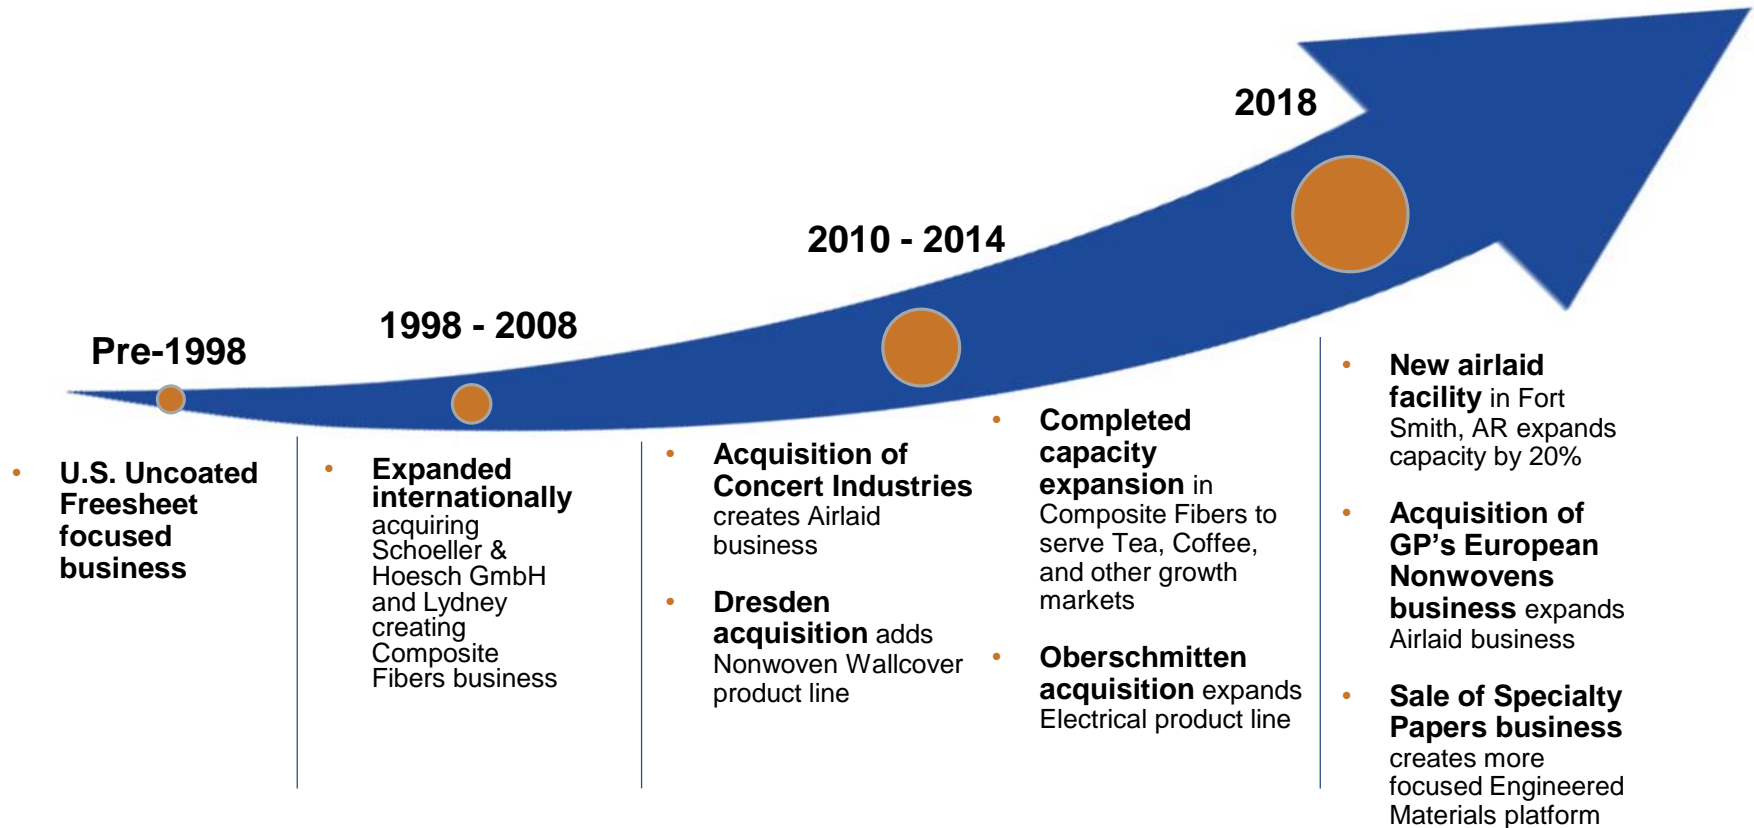 Pre-1998
• U.S. Uncoated
Freesheet
focused
business
1998 - 2008
• Expanded
internationally
acquiring
Schoeller &
Hoesch GmbH
and Lydney
creating
Composite
Fibers business
2010 - 2014
• Acquisition of
Concert Industries
creates Airlaid
business
• Dresden
acquisition adds
Nonwoven Wallcover
product line
• Completed
capacity
expansion in
Composite Fibers to
serve Tea, Coffee,
and other growth
markets
• Oberschmitten
acquisition expands
Electrical product line
2018
• New airlaid
facility in Fort
Smith, AR expands
capacity by 20%
• Acquisition of
GP’s European
Nonwovens
business expands
Airlaid business
• Sale of Specialty
Papers business
creates more
focused Engineered
Materials platform